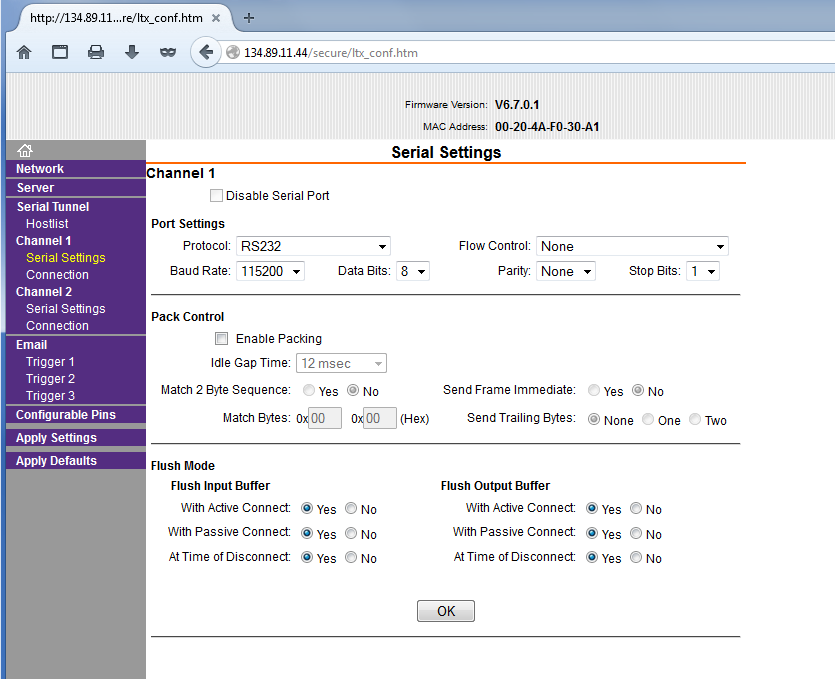 http://134.89.11...re/ltx_conf.htm
134.89.11.44/secure/ltx_conf.htm
Firmware Version: V6.7.0.1
MAC Address: 00-20-4A-F0-30-A1
Network
Server
Serial Tunnel
Hostlist
Channel 1
Serial Settings
Connection
Channel 2
Serial Settings
Connection
Email
Trigger 1
Trigger 2
Trigger 3
Configurable Pins
Apply Settings
Apply Defaults
Serial Settings
Channel 1
Disable Serial Port
Port Settings
Protocol: RS232 Flow Control: None
Baud Rate: 115200 Data Bits: 8 Parity: None Stop Bits: 1
Pack Control
Enable Packing
Idle Gap Time: 12 msec
Match 2 Byte Sequence: Yes No Send Frame Immediate: Yes No
Match Bytes: 0x00 0x00 (Hex) Send Trailing Bytes: None One Two
Flush Mode
Flush Input Buffer Flush Output Buffer
With Active Connect: Yes No With Active Connect: Yes No
With Passive Connect: Yes No With Passive Connect: Yes No
At Time of Disconnect: Yes No At Time of Disconnect: Yes No
OK